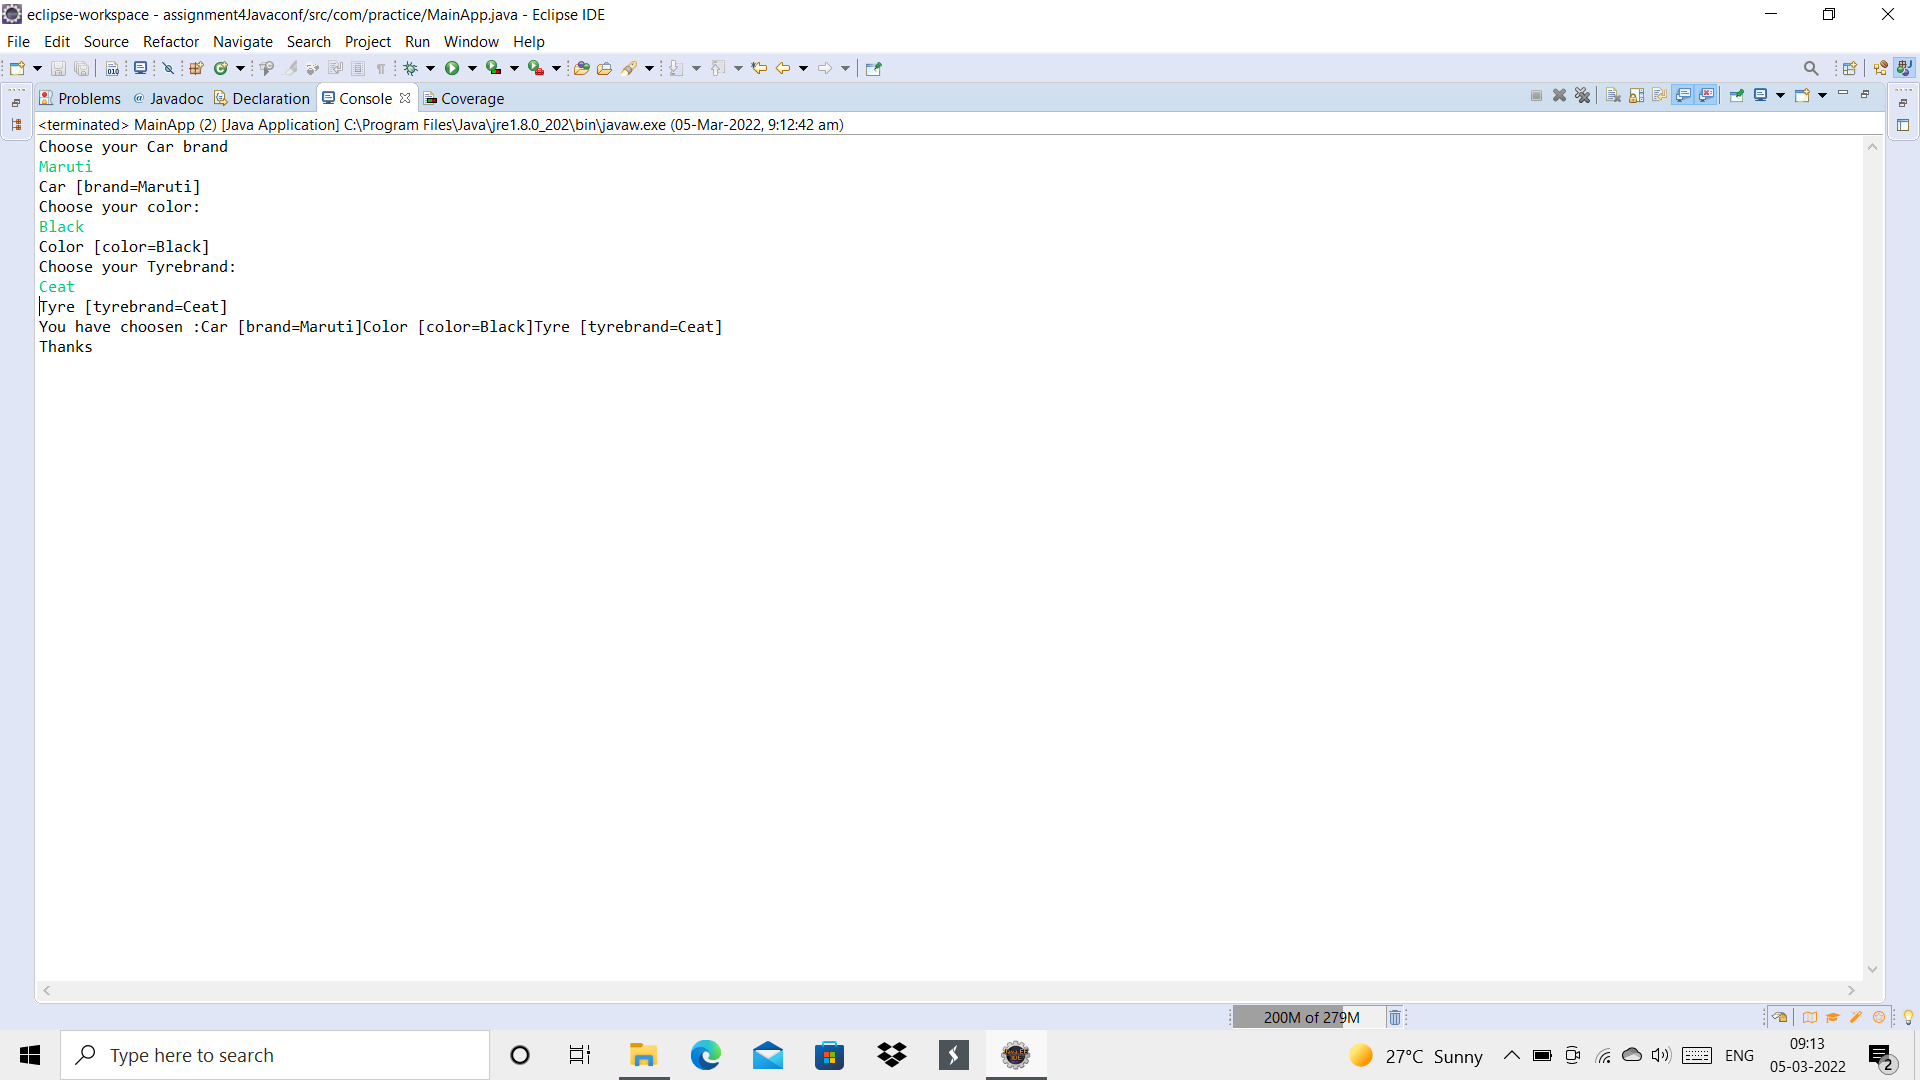 eclipse-workspace - assignment4Javaconf/src/com/practice/MainApp.java - Eclipse IDE
File Edit Source Refactor Navigate Search Project Run Window Help
Problems Javadoc Declaration Console Coverage
<terminated> MainApp (2) [Java Application] C:\Program Files\Java\jre1.8.0_202\bin\javaw.exe (05-Mar-2022, 9:12:42 am)
Choose your Car brand
Maruti
Car [brand=Maruti]
Choose your color:
Black
Color [color=Black]
Choose your Tyrebrand:
Ceat
Tyre [tyrebrand=Ceat]
You have choosen :Car [brand=Maruti]Color [color=Black]Tyre [tyrebrand=Ceat]
Thanks
200M of 279M
Type here to search
27°C Sunny
ENG
09:13
05-03-2022
2